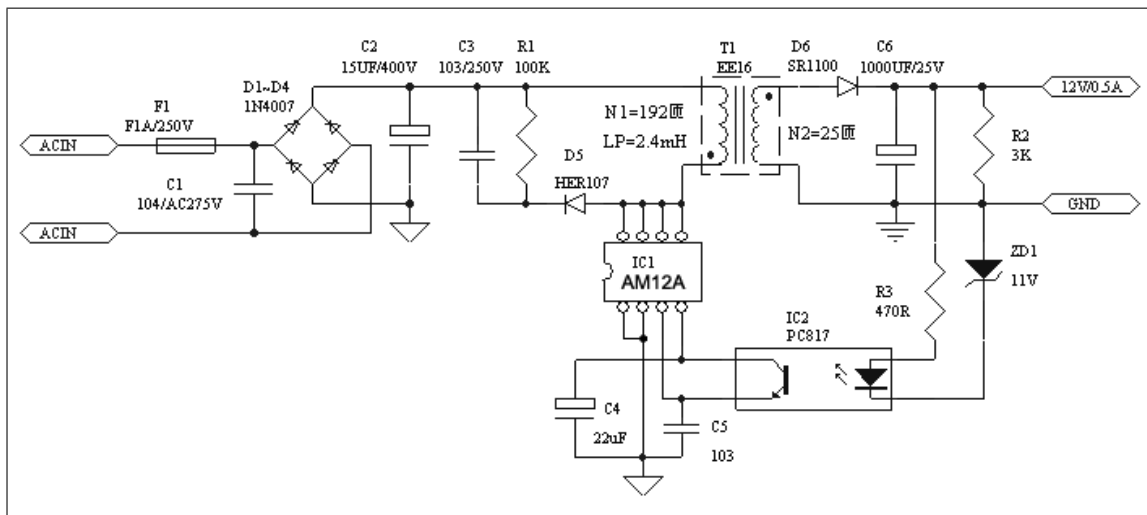 C2
15UF/400V
C3
103/250V
R1
100K
T1
EE16
D6
SR1100
C6
1000UF/25V
D1~D4
1N4007
12V/0.5A
F1
F1A/250V
N1=192匝
LP=2.4mH
N2=25匝
R2
3K
ACIN
D5
HER107
C1
104/AC275V
ACIN
GND
IC1
AM12A
ZD1
11V
R3
470R
IC2
PC817
C4
22uF
C5
103